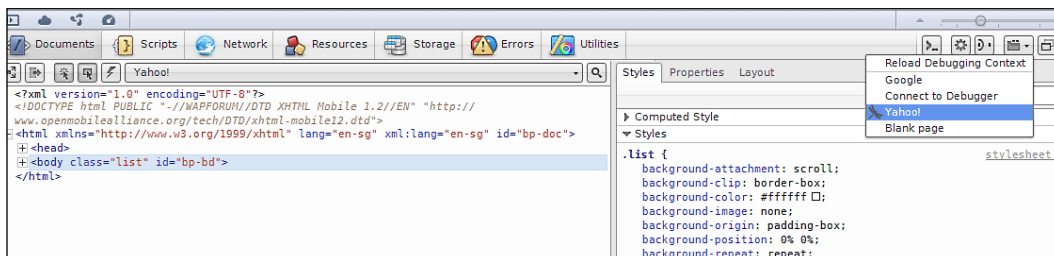 Documents Scripts Network Resources Storage Errors Utilities
Yahoo!
<?xml version="1.0" encoding="UTF-8"?>
<!DOCTYPE html PUBLIC "-//WAPFORUM//DTD XHTML Mobile 1.2//EN" "http://
www.openmobilealliance.org/tech/DTD/xhtml-mobile12.dtd">
<html xmlns="http://www.w3.org/1999/xhtml" lang="en-sg" xml:lang="en-sg" id="bp-doc">
<head>
<body class="list" id="bp-bd">
</html>
Styles Properties Layout
Computed Style
Styles
.list { stylesheet
background-attachment: scroll;
background-clip: border-box;
background-color: #ffffff
background-image: none;
background-origin: padding-box;
background-position: 0% 0%;
background-repeat: repeat;
Reload Debugging Context
Google
Connect to Debugger
Yahoo!
Blank page